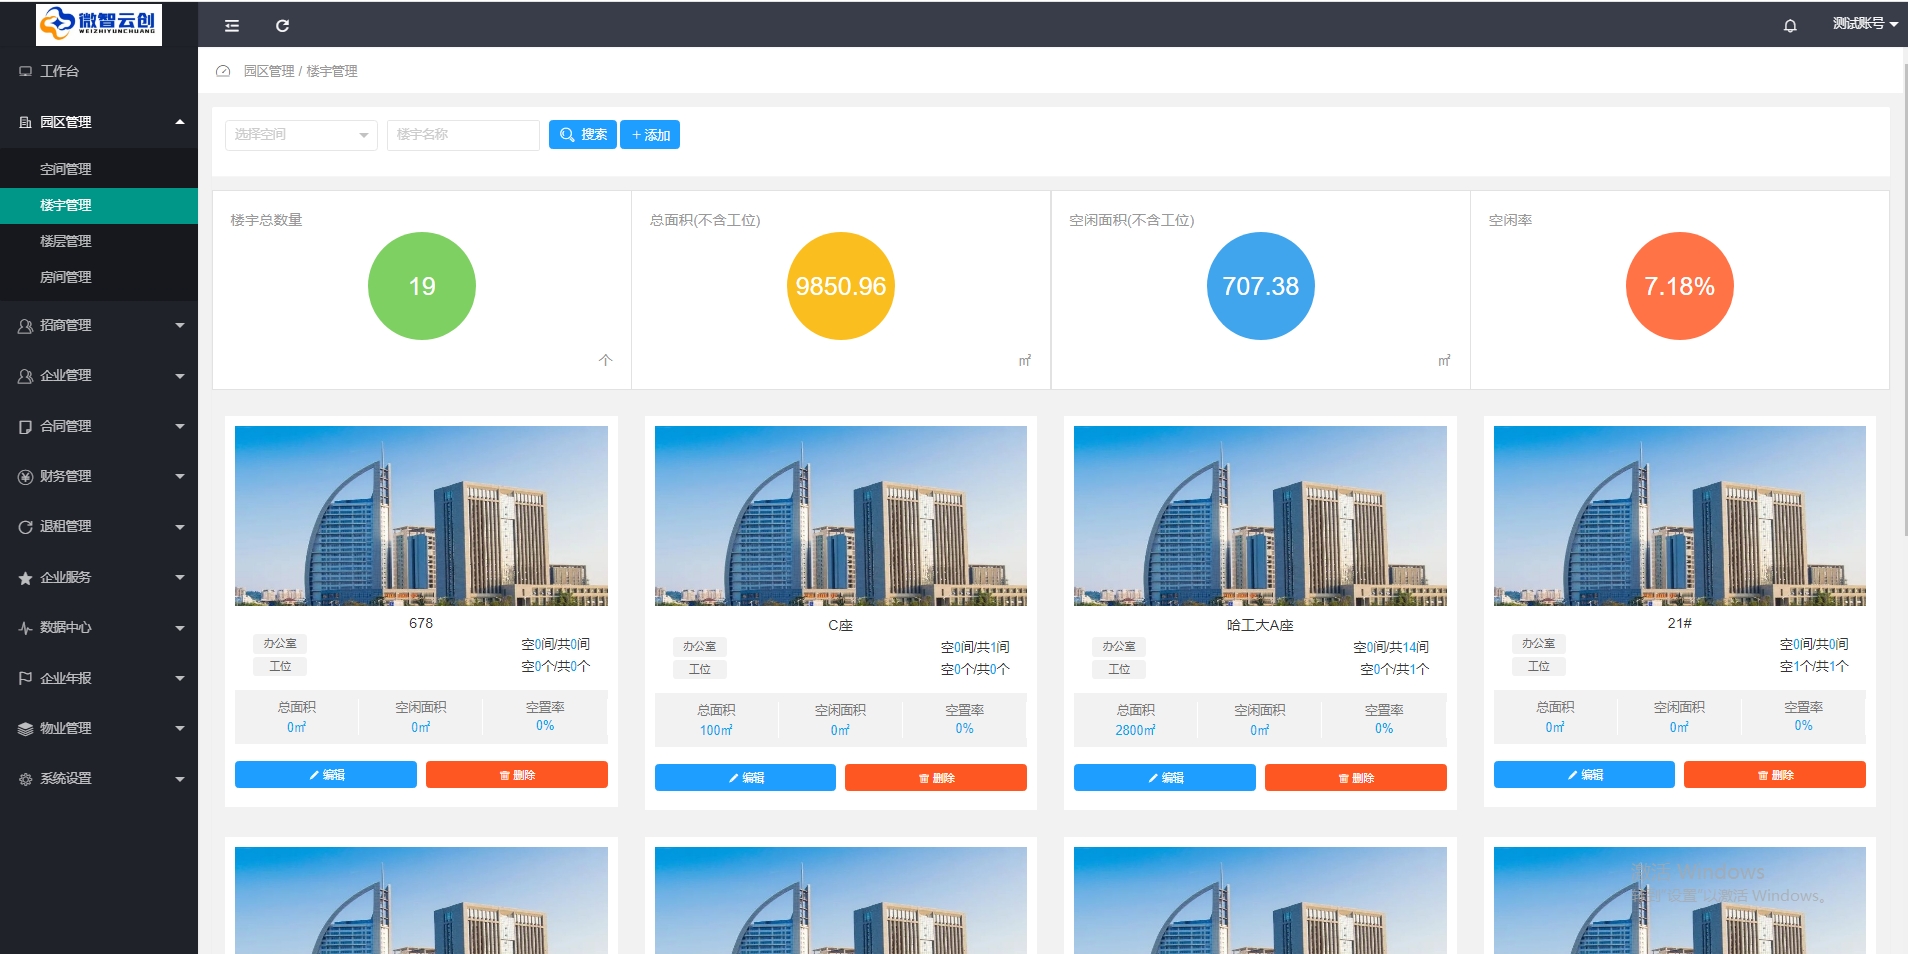 微智云创
WEIZHIYUNCHUANG
测试账号
工作台
园区管理
空间管理
楼宇管理
楼层管理
房间管理
招商管理
企业管理
合同管理
财务管理
退租管理
企业服务
数据中心
企业年报
物业管理
系统设置
园区管理 / 楼宇管理
选择空间 楼宇名称 搜索 + 添加
楼宇总数量
19
个
总面积(不含工位)
9850.96
㎡
空闲面积(不含工位)
707.38
㎡
空闲率
7.18%
678
办公室 空0间/共0间
工位 空0个/共0个
总面积 空闲面积 空置率
0㎡ 0㎡ 0%
编辑 删除
C座
办公室 空0间/共1间
工位 空0个/共0个
总面积 空闲面积 空置率
100㎡ 0㎡ 0%
编辑 删除
哈工大A座
办公室 空0间/共14间
工位 空0个/共1个
总面积 空闲面积 空置率
2800㎡ 0㎡ 0%
编辑 删除
21#
办公室 空0间/共0间
工位 空1个/共1个
总面积 空闲面积 空置率
0㎡ 0㎡ 0%
编辑 删除
激活 Windows
转到"设置"以激活 Windows。